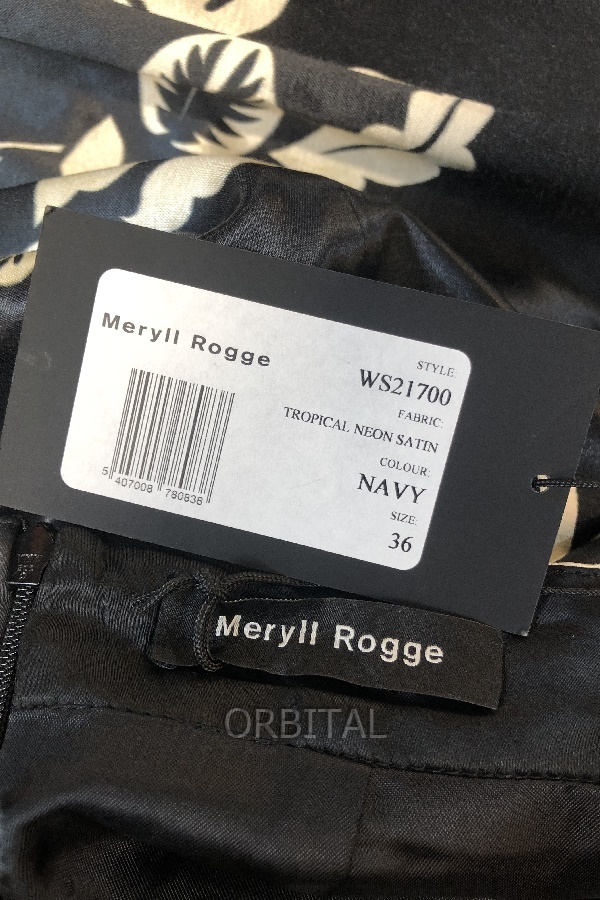 Meryll Rogge
STYLE:
WS21700
FABRIC:
TROPICAL NEON SATIN
COLOUR:
NAVY
SIZE:
36
5 407008 780838
Meryll Rogge
ORBITAL